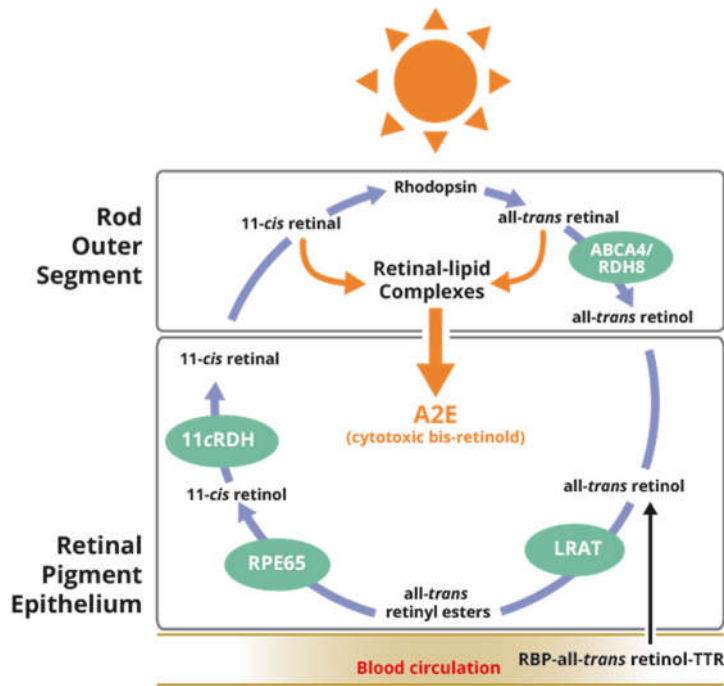 Rod
Outer
Segment
Rhodopsin
11-cis retinal
all-trans retinal
ABCA4/
RDH8
Retinal-lipid
Complexes
all-trans retinol
11-cis retinal
A2E
(cytotoxic bis-retinold)
11cRDH
11-cis retinol
all-trans retinol
Retinal
Pigment
Epithelium
RPE65
LRAT
all-trans
retinyl esters
Blood circulation
RBP-all-trans retinol-TTR